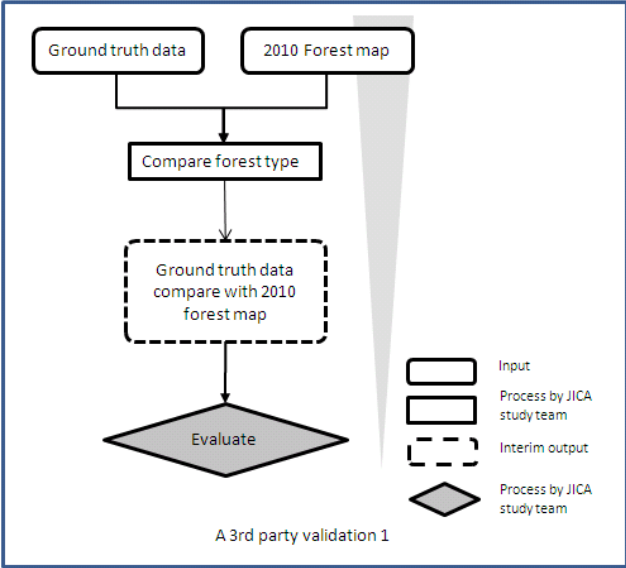 Ground truth data
2010 Forest map
Compare forest type
Ground truth data
compare with 2010
forest map
Evaluate
Input
Process by JICA
study team
Interim output
Process by JICA
study team
A 3rd party validation 1